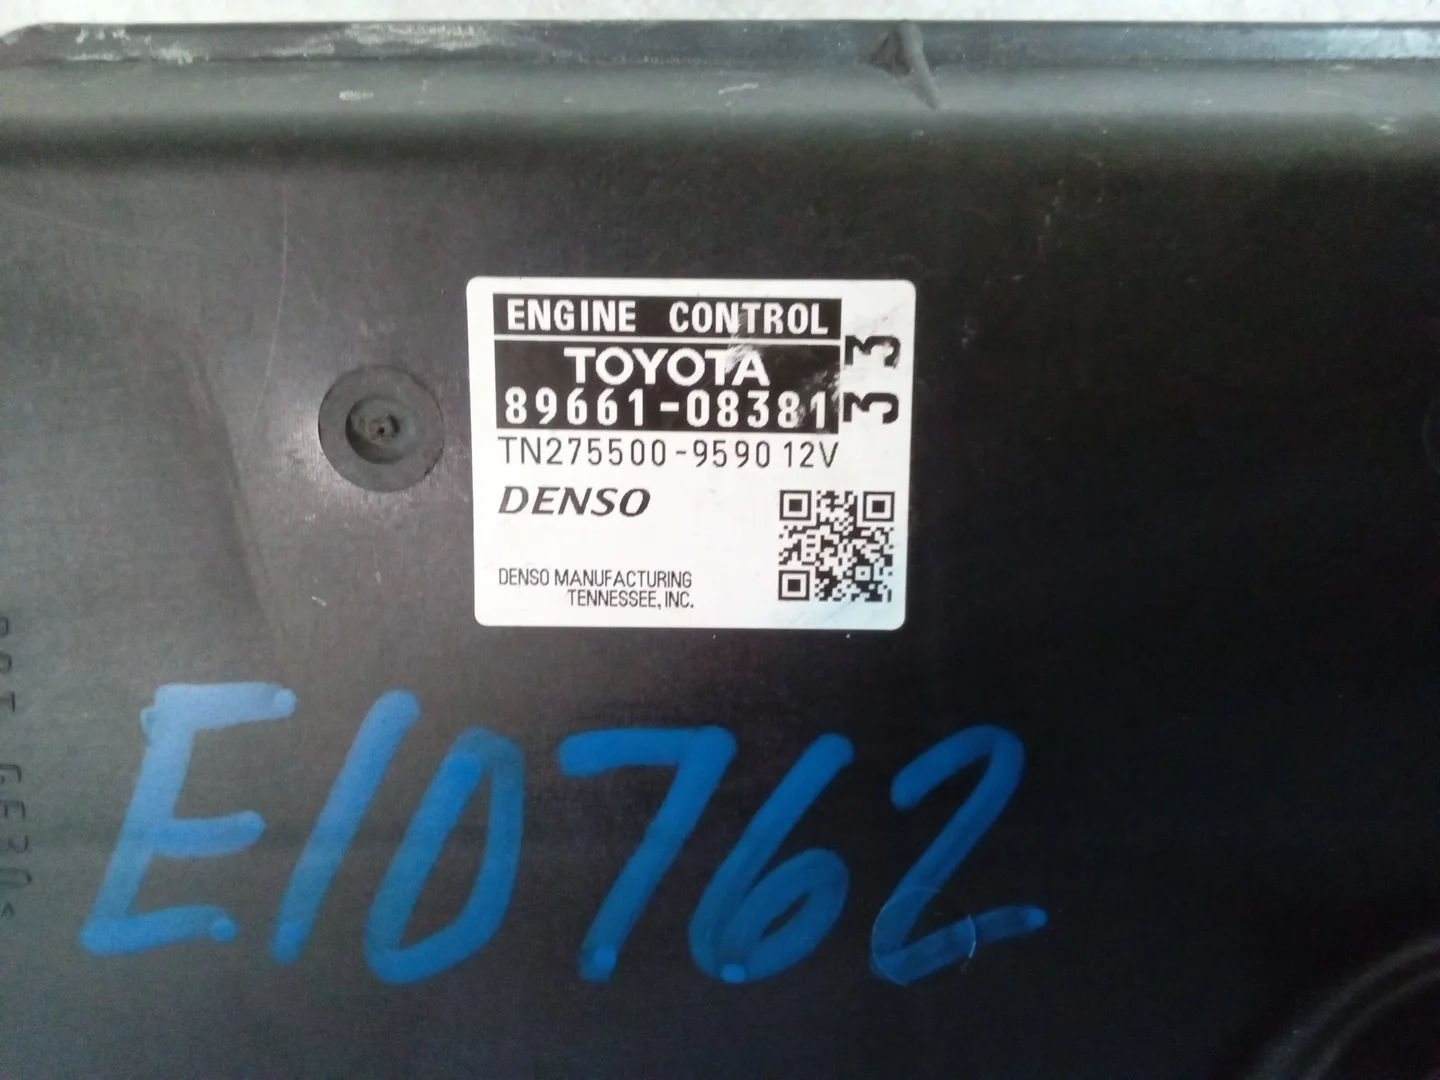 ENGINE CONTROL
TOYOTA
89661-08381
33
TN275500-9590 12V
DENSO
DENSO MANUFACTURING
TENNESSEE, INC.
E10762